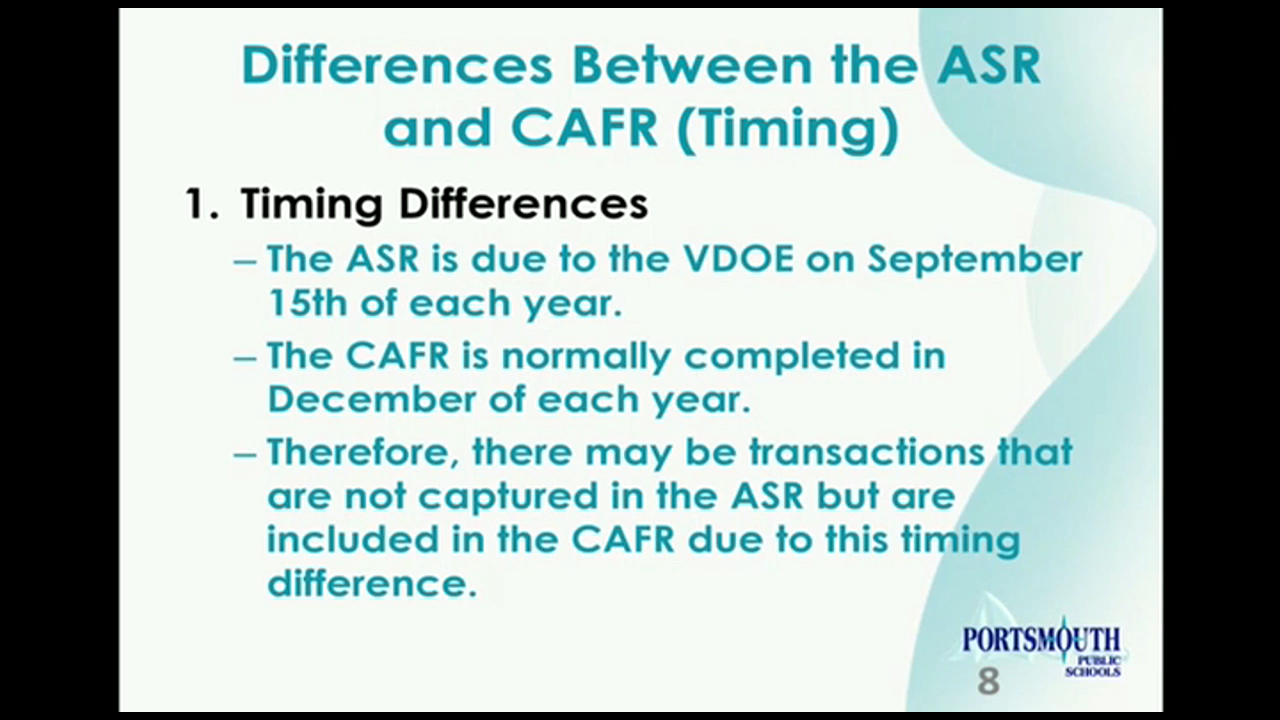 Differences Between the ASR
and CAFR (Timing)
1. Timing Differences
– The ASR is due to the VDOE on September
15th of each year.
– The CAFR is normally completed in
December of each year.
– Therefore, there may be transactions that
are not captured in the ASR but are
included in the CAFR due to this timing
difference.
PORTSMOUTH
PUBLIC
SCHOOLS
8